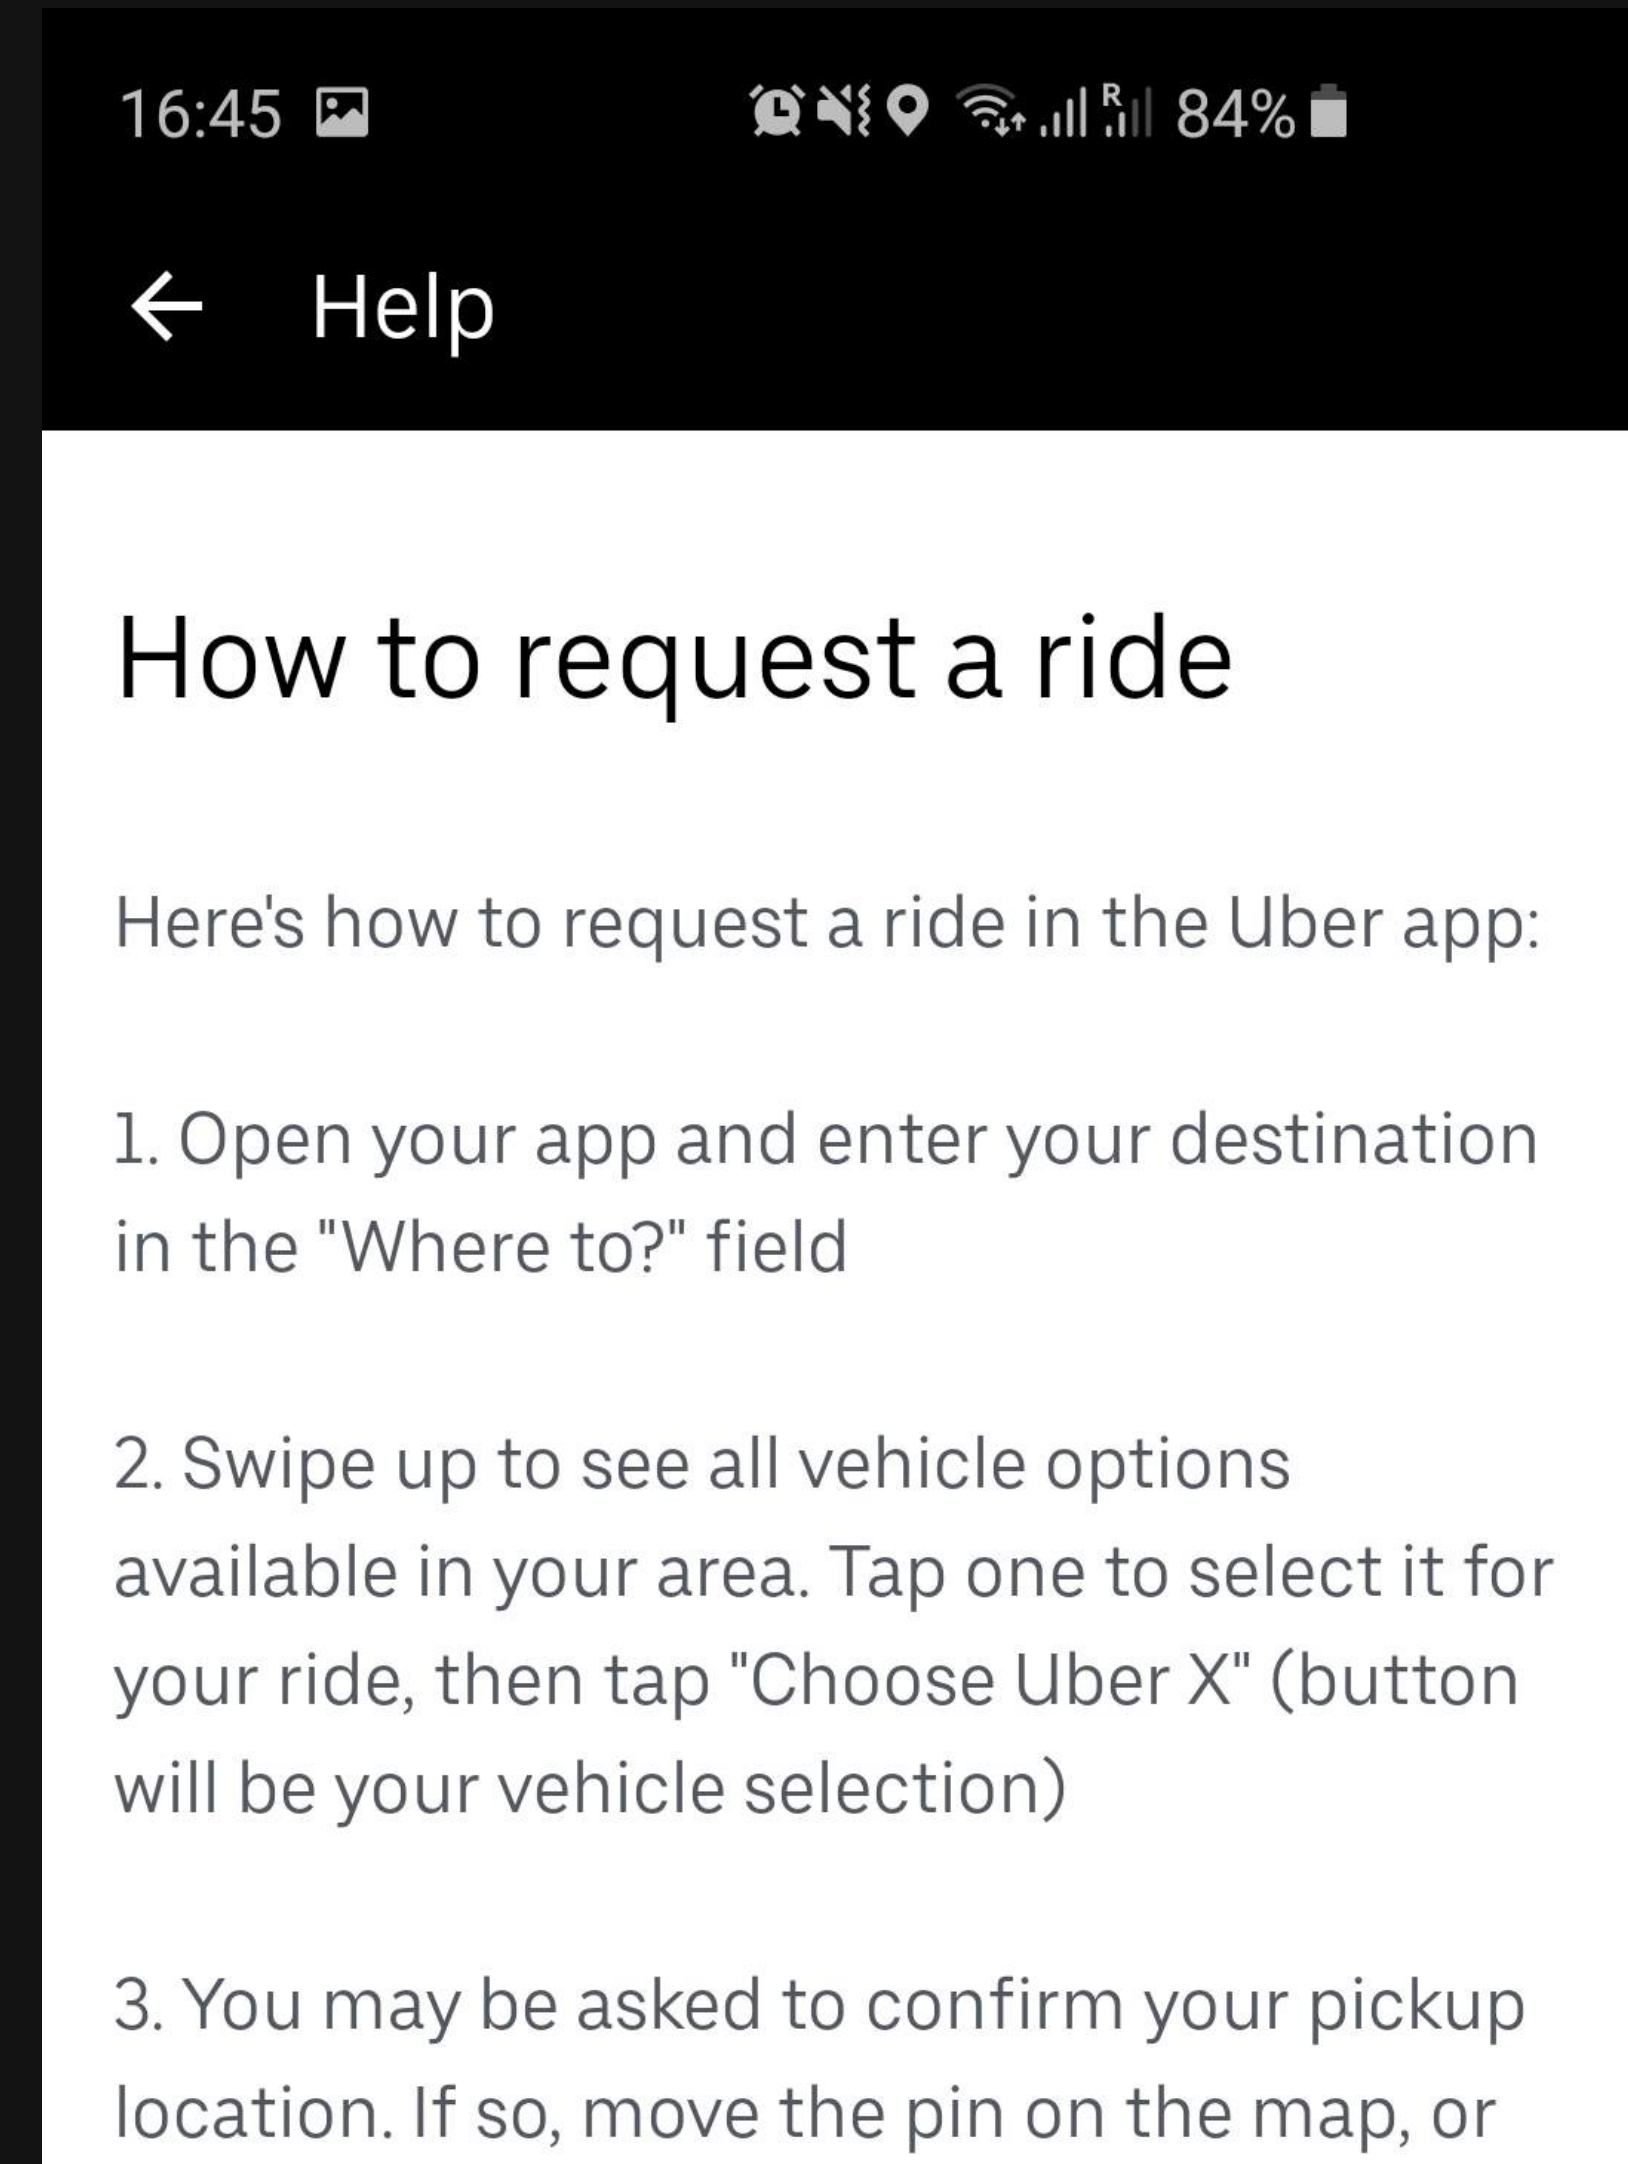 16:45 R 84%
Help
How to request a ride
Here's how to request a ride in the Uber app:
1. Open your app and enter your destination
in the "Where to?" field
2. Swipe up to see all vehicle options
available in your area. Tap one to select it for
your ride, then tap "Choose Uber X" (button
will be your vehicle selection)
3. You may be asked to confirm your pickup
location. If so, move the pin on the map, or